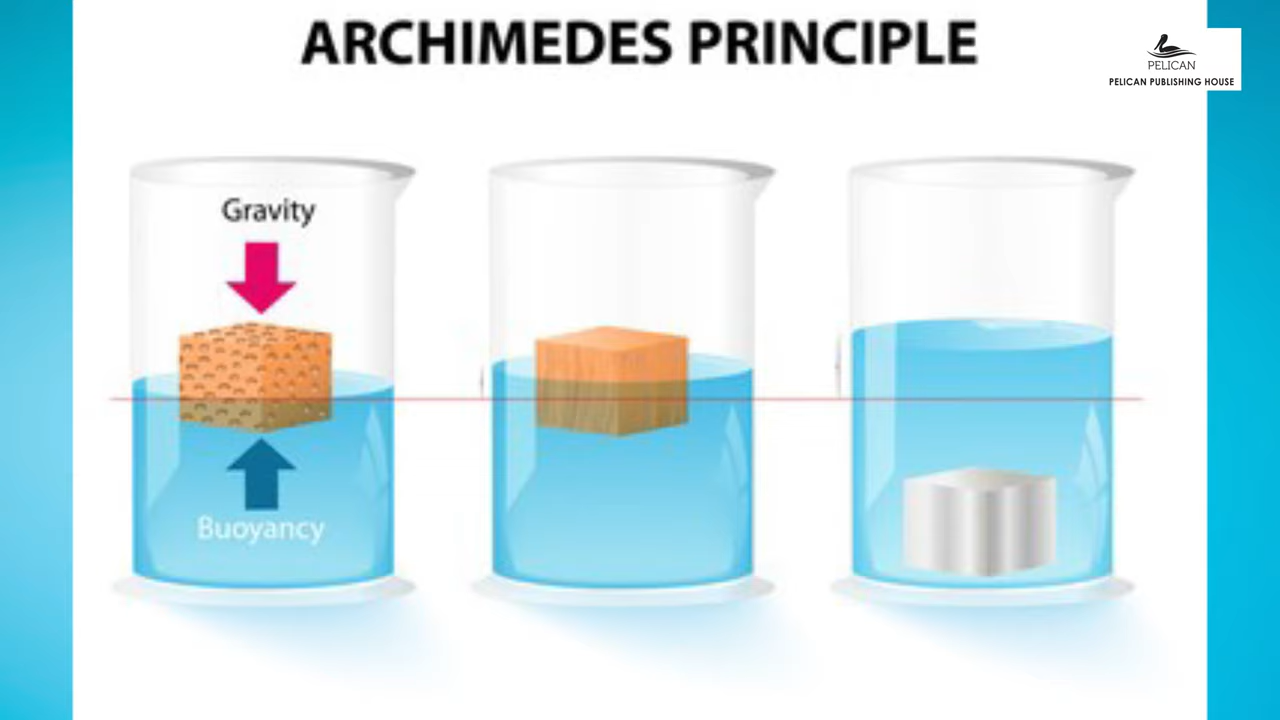 ARCHIMEDES PRINCIPLE
PELICAN
PELICAN PUBLISHING HOUSE
Gravity
Buoyancy